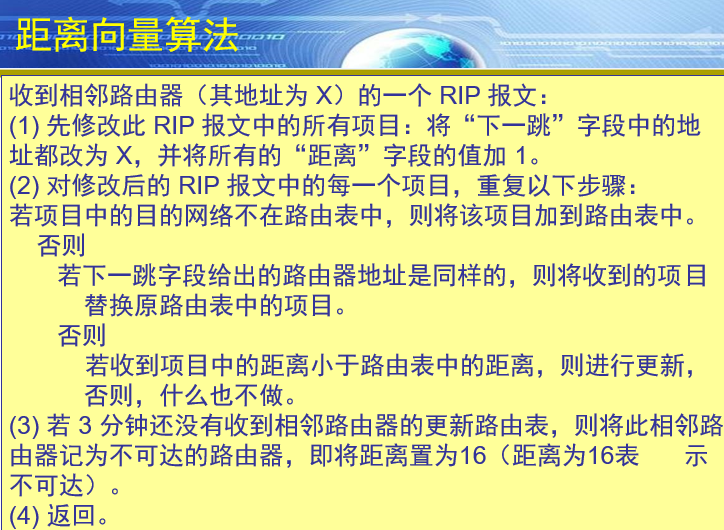 距离向量算法
收到相邻路由器（其地址为 X）的一个 RIP 报文：
(1) 先修改此 RIP 报文中的所有项目：将“下一跳”字段中的地
址都改为 X，并将所有的“距离”字段的值加 1。
(2) 对修改后的 RIP 报文中的每一个项目，重复以下步骤：
若项目中的目的网络不在路由表中，则将该项目加到路由表中。
否则
若下一跳字段给出的路由器地址是同样的，则将收到的项目
替换原路由表中的项目。
否则
若收到项目中的距离小于路由表中的距离，则进行更新，
否则，什么也不做。
(3) 若 3 分钟还没有收到相邻路由器的更新路由表，则将此相邻路
由器记为不可达的路由器，即将距离置为16（距离为16表 示
不可达）。
(4) 返回。